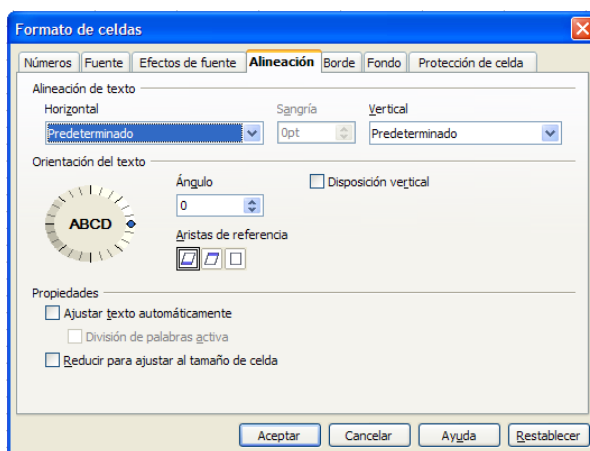 Formato de celdas
Números Fuente Efectos de fuente Alineación Borde Fondo Protección de celda
Alineación de texto
Horizontal Sangría Vertical
Predeterminado 0pt Predeterminado
Orientación del texto
Ángulo Disposición vertical
0
ABCD
Aristas de referencia
Propiedades
Ajustar texto automáticamente
División de palabras activa
Reducir para ajustar al tamaño de celda
Aceptar Cancelar Ayuda Restablecer